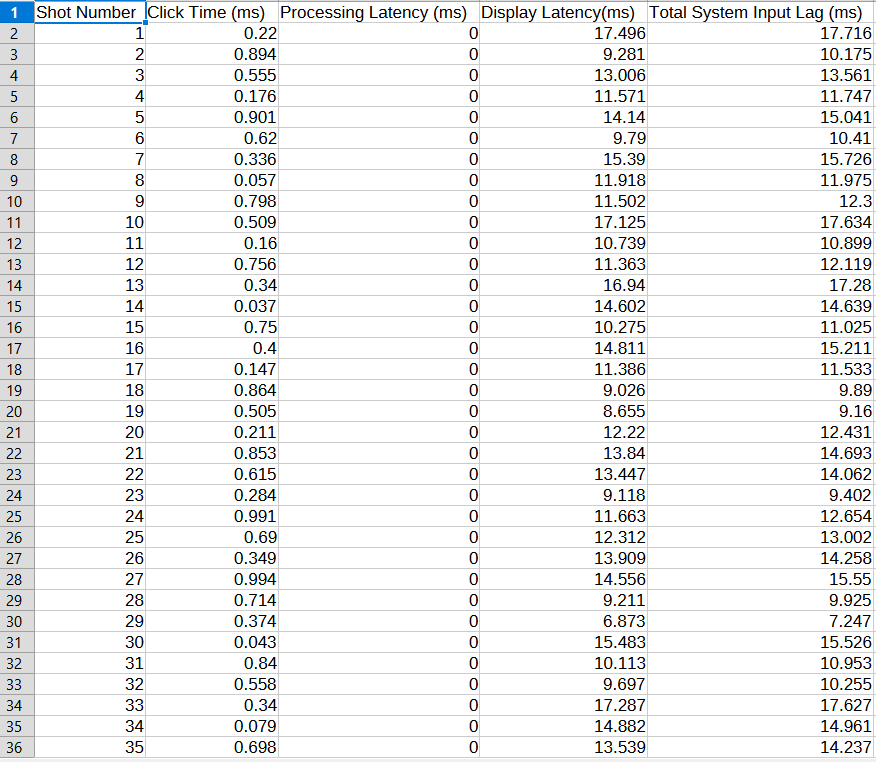 1 Shot Number Click Time (ms) Processing Latency (ms) Display Latency(ms) Total System Input Lag (ms)
2 1 0.22 0 17.496 17.716
3 2 0.894 0 9.281 10.175
4 3 0.555 0 13.006 13.561
5 4 0.176 0 11.571 11.747
6 5 0.901 0 14.14 15.041
7 6 0.62 0 9.79 10.41
8 7 0.336 0 15.39 15.726
9 8 0.057 0 11.918 11.975
10 9 0.798 0 11.502 12.3
11 10 0.509 0 17.125 17.634
12 11 0.16 0 10.739 10.899
13 12 0.756 0 11.363 12.119
14 13 0.34 0 16.94 17.28
15 14 0.037 0 14.602 14.639
16 15 0.75 0 10.275 11.025
17 16 0.4 0 14.811 15.211
18 17 0.147 0 11.386 11.533
19 18 0.864 0 9.026 9.89
20 19 0.505 0 8.655 9.16
21 20 0.211 0 12.22 12.431
22 21 0.853 0 13.84 14.693
23 22 0.615 0 13.447 14.062
24 23 0.284 0 9.118 9.402
25 24 0.991 0 11.663 12.654
26 25 0.69 0 12.312 13.002
27 26 0.349 0 13.909 14.258
28 27 0.994 0 14.556 15.55
29 28 0.714 0 9.211 9.925
30 29 0.374 0 6.873 7.247
31 30 0.043 0 15.483 15.526
32 31 0.84 0 10.113 10.953
33 32 0.558 0 9.697 10.255
34 33 0.34 0 17.287 17.627
35 34 0.079 0 14.882 14.961
36 35 0.698 0 13.539 14.237